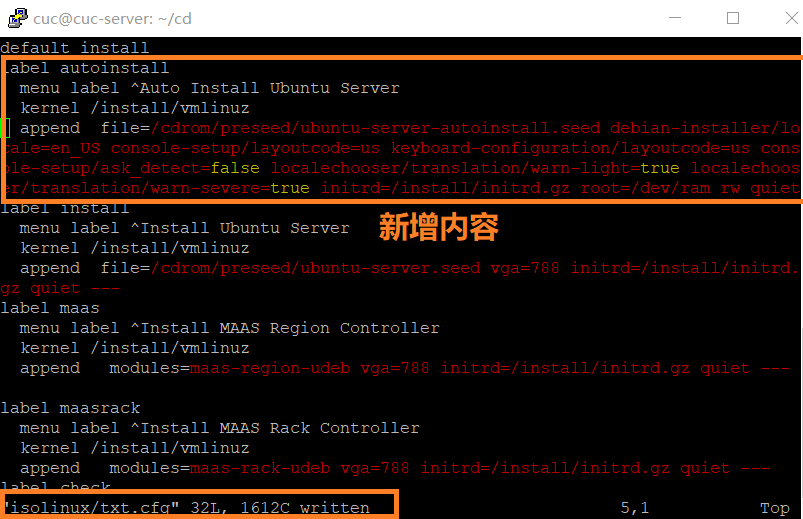 cuc@cuc-server: ~/cd
default install
label autoinstall
  menu label ^Auto Install Ubuntu Server
  kernel /install/vmlinuz
  append  file=/cdrom/preseed/ubuntu-server-autoinstall.seed debian-installer/lo
cale=en_US console-setup/layoutcode=us keyboard-configuration/layoutcode=us cons
ole-setup/ask_detect=false localechooser/translation/warn-light=true localechoos
er/translation/warn-severe=true initrd=/install/initrd.gz root=/dev/ram rw quiet
label install
  menu label ^Install Ubuntu Server
新增内容
  kernel /install/vmlinuz
  append  file=/cdrom/preseed/ubuntu-server.seed vga=788 initrd=/install/initrd.
gz quiet ---
label maas
  menu label ^Install MAAS Region Controller
  kernel /install/vmlinuz
  append   modules=maas-region-udeb vga=788 initrd=/install/initrd.gz quiet ---
label maasrack
  menu label ^Install MAAS Rack Controller
  kernel /install/vmlinuz
  append   modules=maas-rack-udeb vga=788 initrd=/install/initrd.gz quiet ---
label check
"isolinux/txt.cfg" 32L, 1612C written 5,1 Top